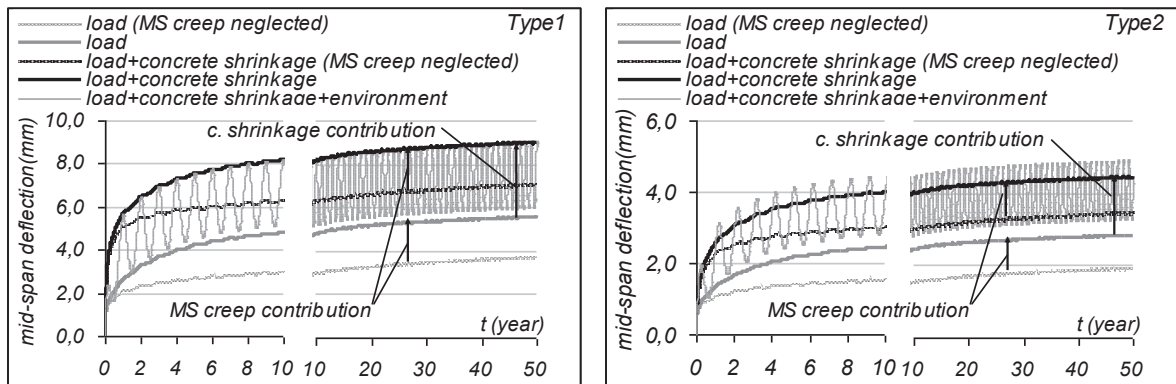 load (MS creep neglected)
Type1
load
load+concrete shrinkage (MS creep neglected)
load+concrete shrinkage
load+concrete shrinkage+environment
mid-span deflection(mm)
10,0
8,0
6,0
4,0
2,0
0,0
c. shrinkage contribution
MS creep contribution
t (year)
0 2 4 6 8 10
10 20 30 40 50
load (MS creep neglected)
Type2
load
load+concrete shrinkage (MS creep neglected)
load+concrete shrinkage
load+concrete shrinkage+environment
mid-span deflection(mm)
6,0
4,0
2,0
0,0
c. shrinkage contribution
MS creep contribution
t (year)
0 2 4 6 8 10
10 20 30 40 50